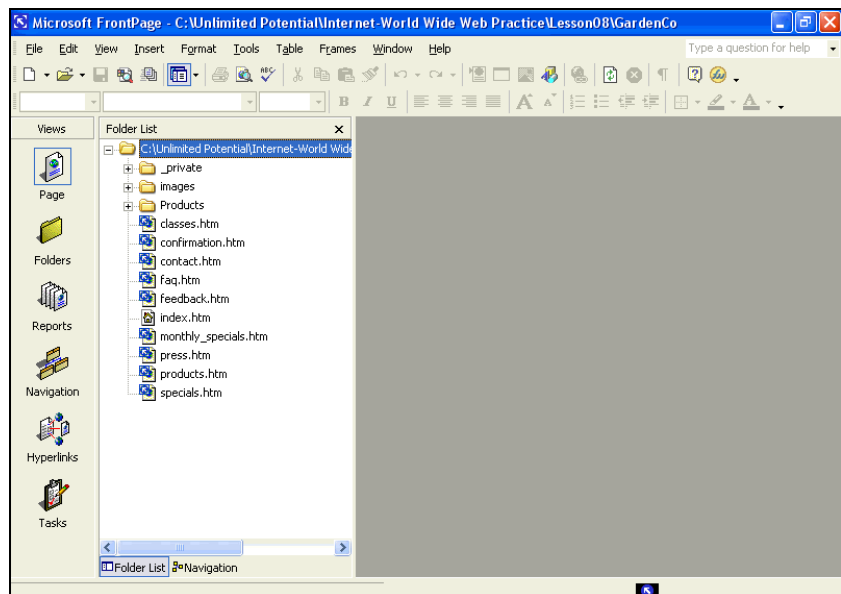 Microsoft FrontPage - C:\Unlimited Potential\Internet-World Wide Web Practice\Lesson08\GardenCo
File Edit View Insert Format Tools Table Frames Window Help Type a question for help
ABC
B I U A A A
Views
Folder List
C:\Unlimited Potential\Internet-World Wide
_private
images
Products
classes.htm
confirmation.htm
contact.htm
faq.htm
feedback.htm
index.htm
monthly_specials.htm
press.htm
products.htm
specials.htm
Page
Folders
Reports
Navigation
Hyperlinks
Tasks
Folder List Navigation